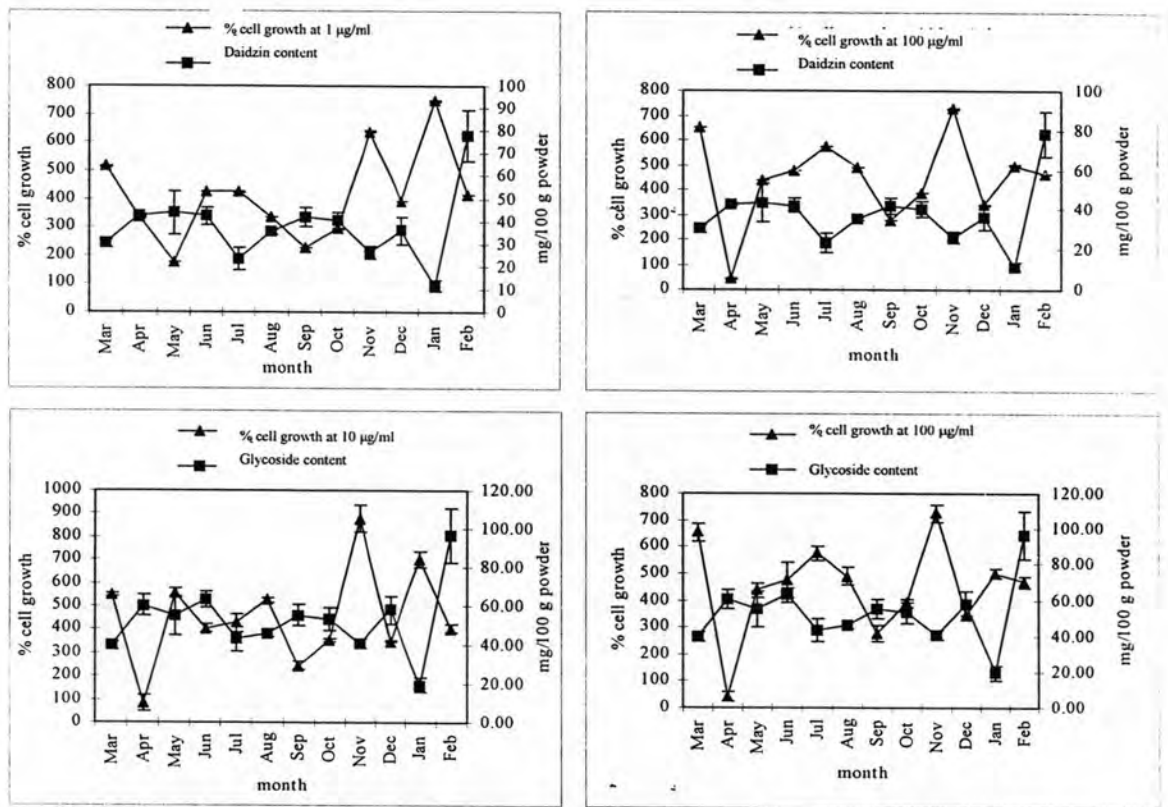 % cell growth at 1 µg/ml
Daidzin content
% cell growth
800
700
600
500
400
300
200
100
0
100
90
80
70
60
50
40
30
20
10
0
mg/100 g powder
Mar Apr May Jun Jul Aug Sep Oct Nov Dec Jan Feb
month
% cell growth at 100 µg/ml
Daidzin content
% cell growth
800
700
600
500
400
300
200
100
0
100
80
60
40
20
0
mg/100 g powder
Mar Apr May Jun Jul Aug Sep Oct Nov Dec Jan Feb
month
% cell growth at 10 µg/ml
Glycoside content
% cell growth
1000
900
800
700
600
500
400
300
200
100
0
120.00
100.00
80.00
60.00
40.00
20.00
0.00
mg/100 g powder
Mar Apr May Jun Jul Aug Sep Oct Nov Dec Jan Feb
month
% cell growth at 100 µg/ml
Glycoside content
% cell growth
800
700
600
500
400
300
200
100
0
120.00
100.00
80.00
60.00
40.00
20.00
0.00
mg/100 g powder
Mar Apr May Jun Jul Aug Sep Oct Nov Dec Jan Feb
month